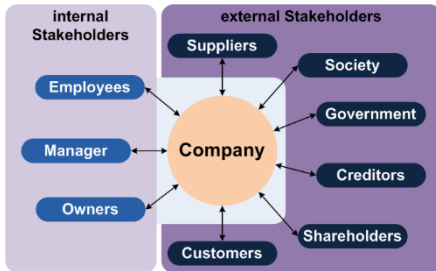 internal
Stakeholders
external Stakeholders
Suppliers
Society
Employees
Government
Manager
Company
Creditors
Owners
Shareholders
Customers